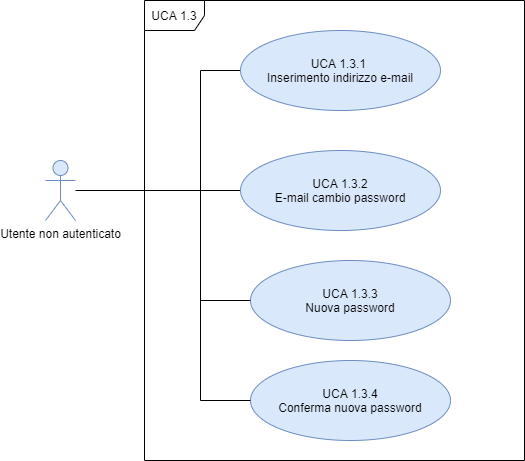 UCA 1.3
UCA 1.3.1
Inserimento indirizzo e-mail
UCA 1.3.2
E-mail cambio password
Utente non autenticato
UCA 1.3.3
Nuova password
UCA 1.3.4
Conferma nuova password